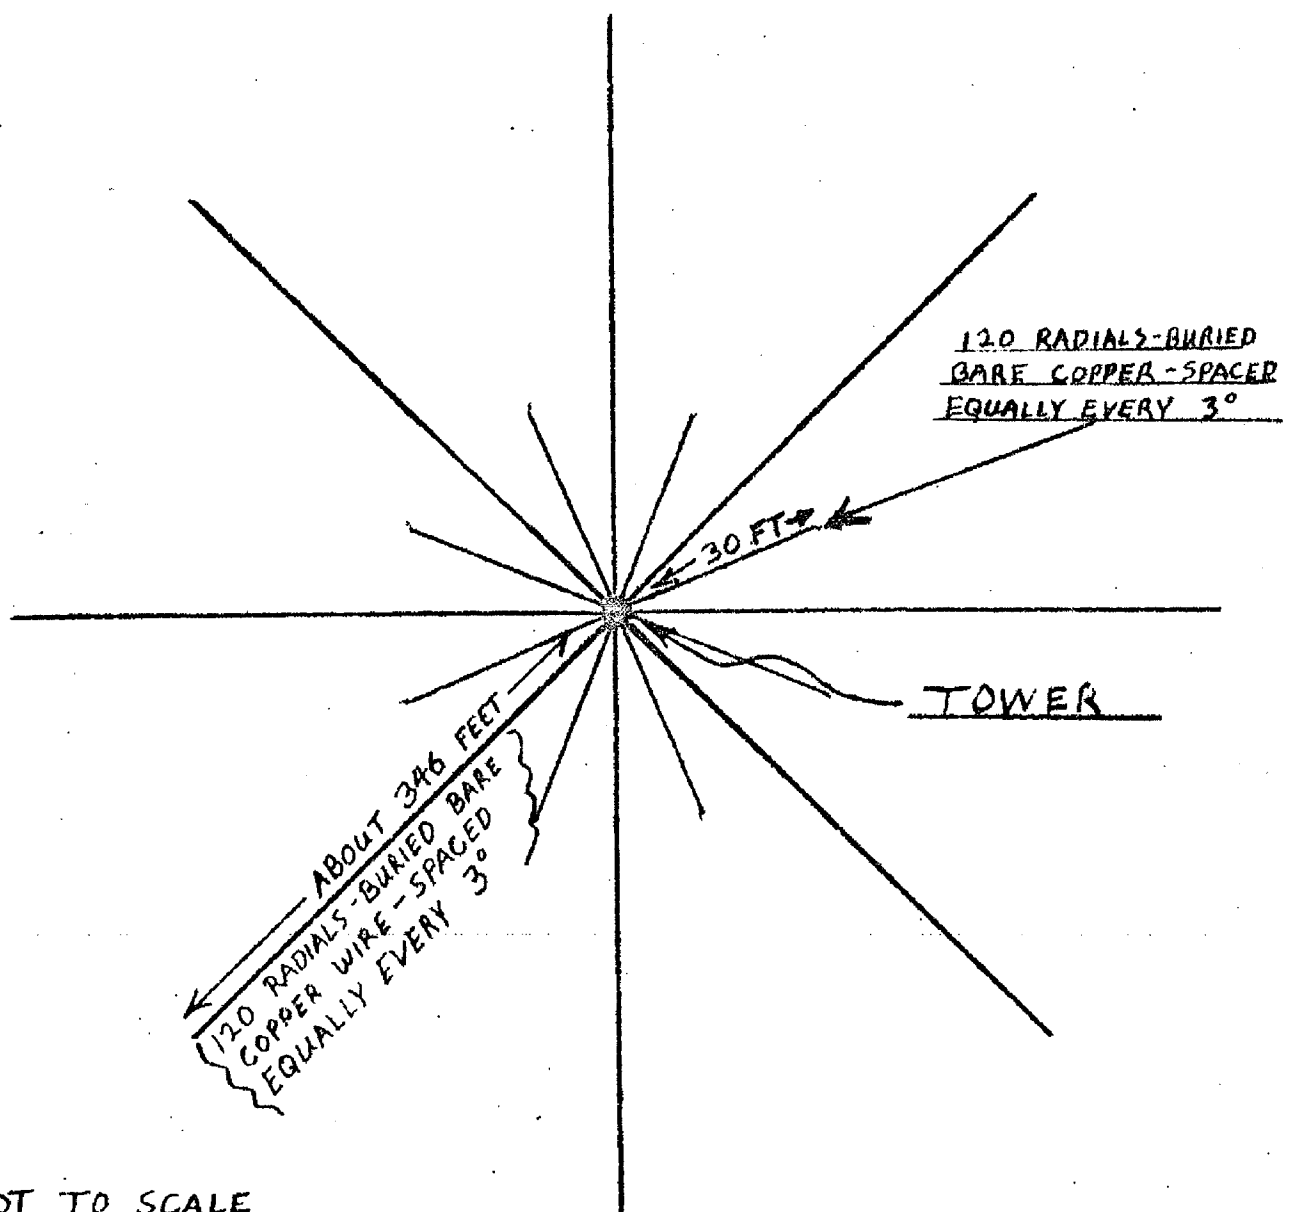 120 RADIALS-BURIED
BARE COPPER-SPACED
EQUALLY EVERY 3°
30 FT
TOWER
ABOUT 346 FEET
120 RADIALS-BURIED BARE
COPPER WIRE-SPACED
EQUALLY EVERY 3°
OT TO SCALE